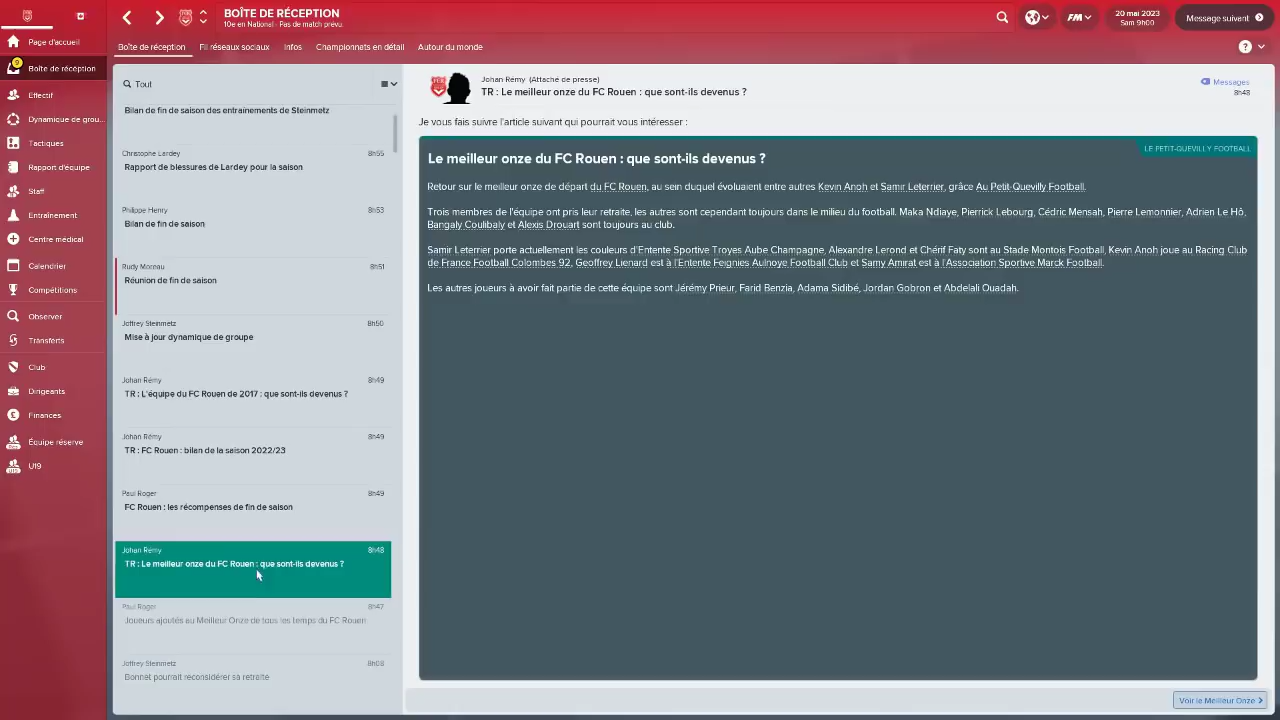 BOÎTE DE RÉCEPTION
10e en National - Pas de match prévu.
FM
20 mai 2023
Sam 9h00
Message suivant
Page d'accueil
9
Boîte de réception
Effectif
Dynamique de grou...
Tactiques
Rapport d'équipe
Staff
Entraînement
Centre médical
Calendrier
Compétitions
Observer
Transferts
Club
Dirigeants
Finances
Équipe réserve
U19
Boîte de réception
Fil réseaux sociaux
Infos
Championnats en détail
Autour du monde
?
Tout
Bilan de fin de saison des entraînements de Steinmetz
Christophe Lardey 8h55
Rapport de blessures de Lardey pour la saison
Philippe Henry 8h53
Bilan de fin de saison
Rudy Moreau 8h51
Réunion de fin de saison
Joffrey Steinmetz 8h50
Mise à jour dynamique de groupe
Johan Rémy 8h49
TR : L'équipe du FC Rouen de 2017 : que sont-ils devenus ?
Johan Rémy 8h49
TR : FC Rouen : bilan de la saison 2022/23
Paul Roger 8h49
FC Rouen : les récompenses de fin de saison
Johan Rémy 8h48
TR : Le meilleur onze du FC Rouen : que sont-ils devenus ?
Paul Roger 8h47
Joueurs ajoutés au Meilleur Onze de tous les temps du FC Rouen
Joffrey Steinmetz 8h08
Bonnet pourrait reconsidérer sa retraite
Johan Rémy (Attaché de presse)
TR : Le meilleur onze du FC Rouen : que sont-ils devenus ?
Messages
8h48
Je vous fais suivre l'article suivant qui pourrait vous intéresser :
LE PETIT-QUEVILLY FOOTBALL
Le meilleur onze du FC Rouen : que sont-ils devenus ?
Retour sur le meilleur onze de départ du FC Rouen, au sein duquel évoluaient entre autres Kevin Anoh et Samir Leterrier, grâce Au Petit-Quevilly Football.
Trois membres de l'équipe ont pris leur retraite, les autres sont cependant toujours dans le milieu du football. Maka Ndiaye, Pierrick Lebourg, Cédric Mensah, Pierre Lemonnier, Adrien Le Hô,
Bangaly Coulibaly et Alexis Drouart sont toujours au club.
Samir Leterrier porte actuellement les couleurs d'Entente Sportive Troyes Aube Champagne, Alexandre Lerond et Chérif Faty sont au Stade Montois Football, Kevin Anoh joue au Racing Club
de France Football Colombes 92, Geoffrey Lienard est à l'Entente Feignies Aulnoye Football Club et Samy Amirat est à l'Association Sportive Marck Football.
Les autres joueurs à avoir fait partie de cette équipe sont Jérémy Prieur, Farid Benzia, Adama Sidibé, Jordan Gobron et Abdelali Ouadah.
Voir le Meilleur Onze